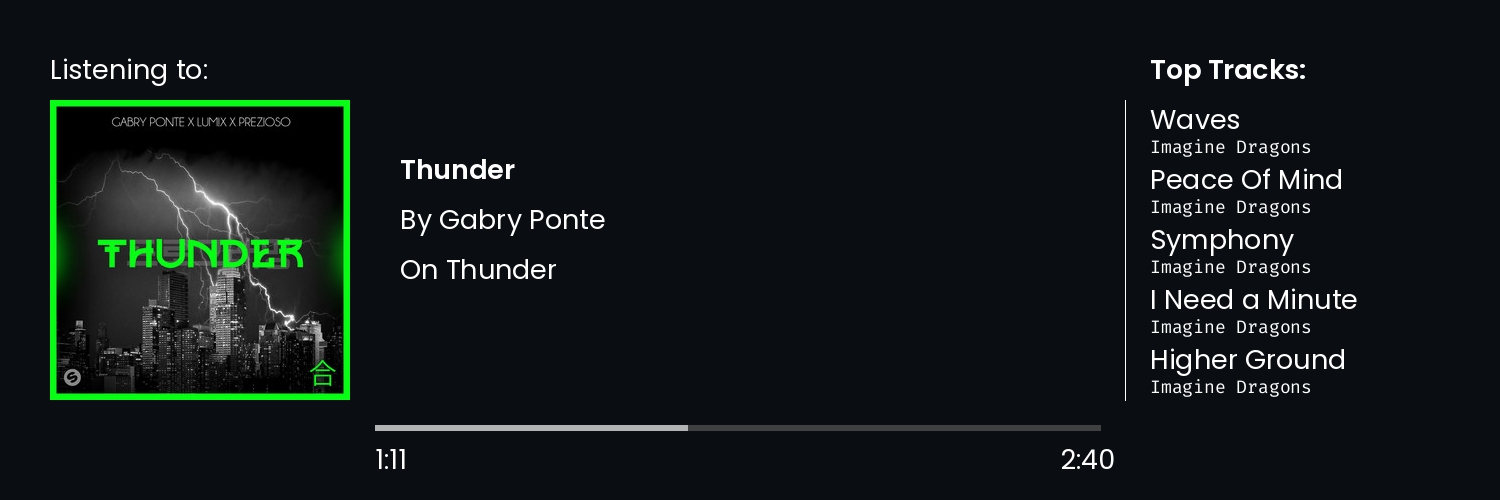 Listening to:
GABRY PONTE X LUMIX X PREZIOSO
THUNDER
合
Thunder
By Gabry Ponte
On Thunder
1:11
2:40
Top Tracks:
Waves
Imagine Dragons
Peace Of Mind
Imagine Dragons
Symphony
Imagine Dragons
I Need a Minute
Imagine Dragons
Higher Ground
Imagine Dragons